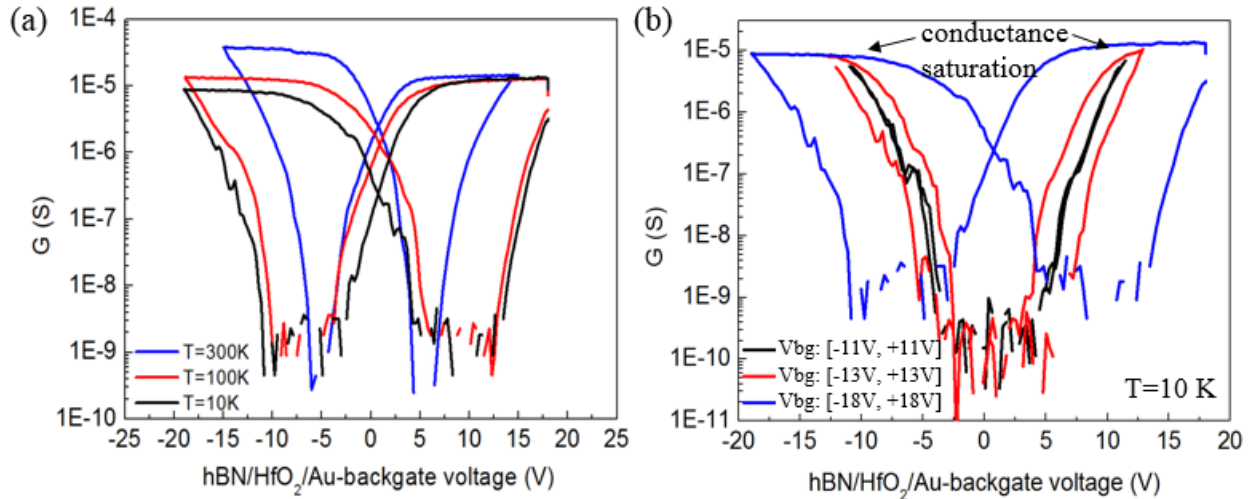 (a)
1E-4
1E-5
1E-6
1E-7
1E-8
1E-9
1E-10
G (S)
T=300K
T=100K
T=10K
-25 -20 -15 -10 -5 0 5 10 15 20 25
hBN/HfO2/Au-backgate voltage (V)
(b)
conductance
saturation
1E-5
1E-6
1E-7
1E-8
1E-9
1E-10
1E-11
G (S)
Vbg: [-11V, +11V]
Vbg: [-13V, +13V]
Vbg: [-18V, +18V]
T=10 K
-20 -15 -10 -5 0 5 10 15 20
hBN/HfO2/Au-backgate voltage (V)